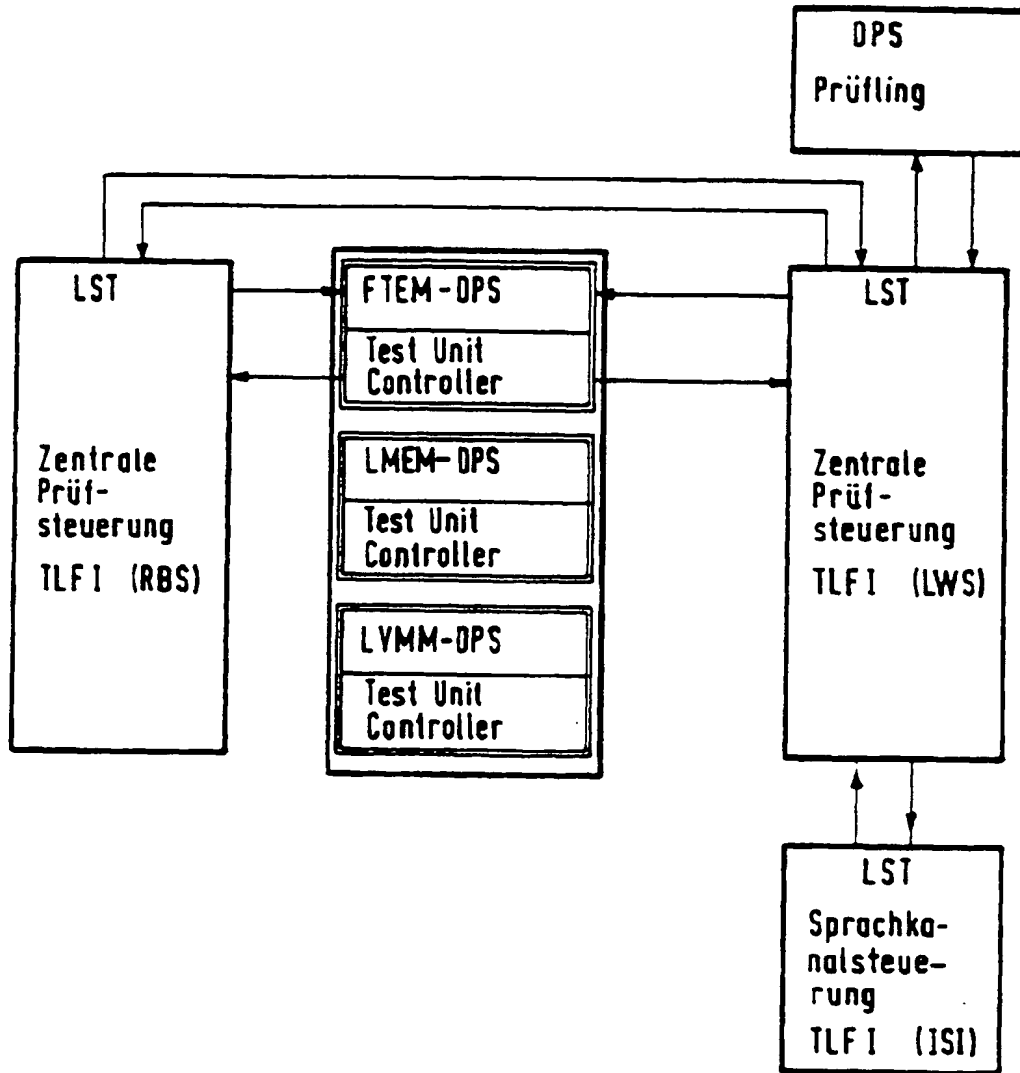 DPS
Prüfling
LST
Zentrale
Prüf-
steuerung
TLFI (RBS)
FTEM-DPS
Test Unit
Controller
LMEM-DPS
Test Unit
Controller
LVMM-DPS
Test Unit
Controller
LST
Zentrale
Prüf-
steuerung
TLFI (LWS)
LST
Sprachka-
nalsteue-
rung
TLFI (ISI)